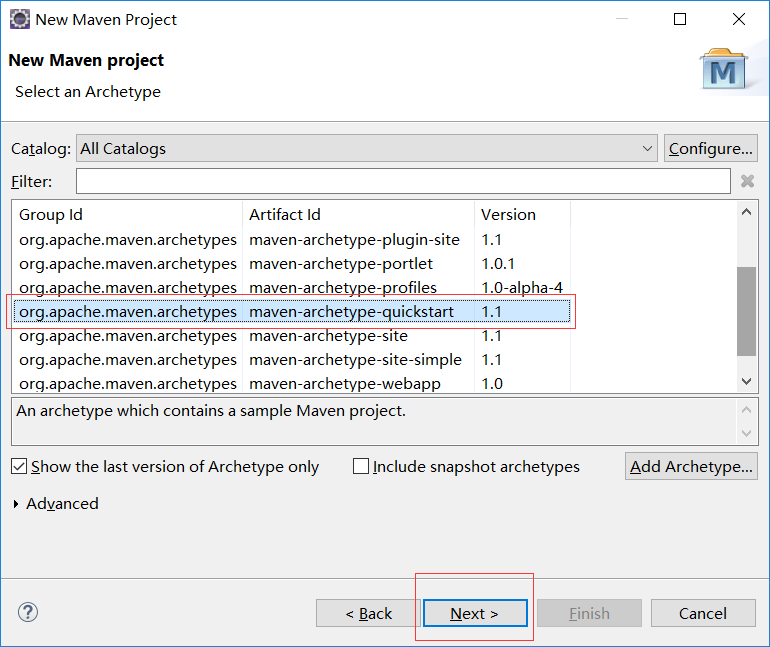 New Maven Project
New Maven project
Select an Archetype
M
Catalog: All Catalogs Configure...
Filter:
Group Id Artifact Id Version
org.apache.maven.archetypes maven-archetype-plugin-site 1.1
org.apache.maven.archetypes maven-archetype-portlet 1.0.1
org.apache.maven.archetypes maven-archetype-profiles 1.0-alpha-4
org.apache.maven.archetypes maven-archetype-quickstart 1.1
org.apache.maven.archetypes maven-archetype-site 1.1
org.apache.maven.archetypes maven-archetype-site-simple 1.1
org.apache.maven.archetypes maven-archetype-webapp 1.0
An archetype which contains a sample Maven project.
Show the last version of Archetype only Include snapshot archetypes Add Archetype...
Advanced
? < Back Next > Finish Cancel